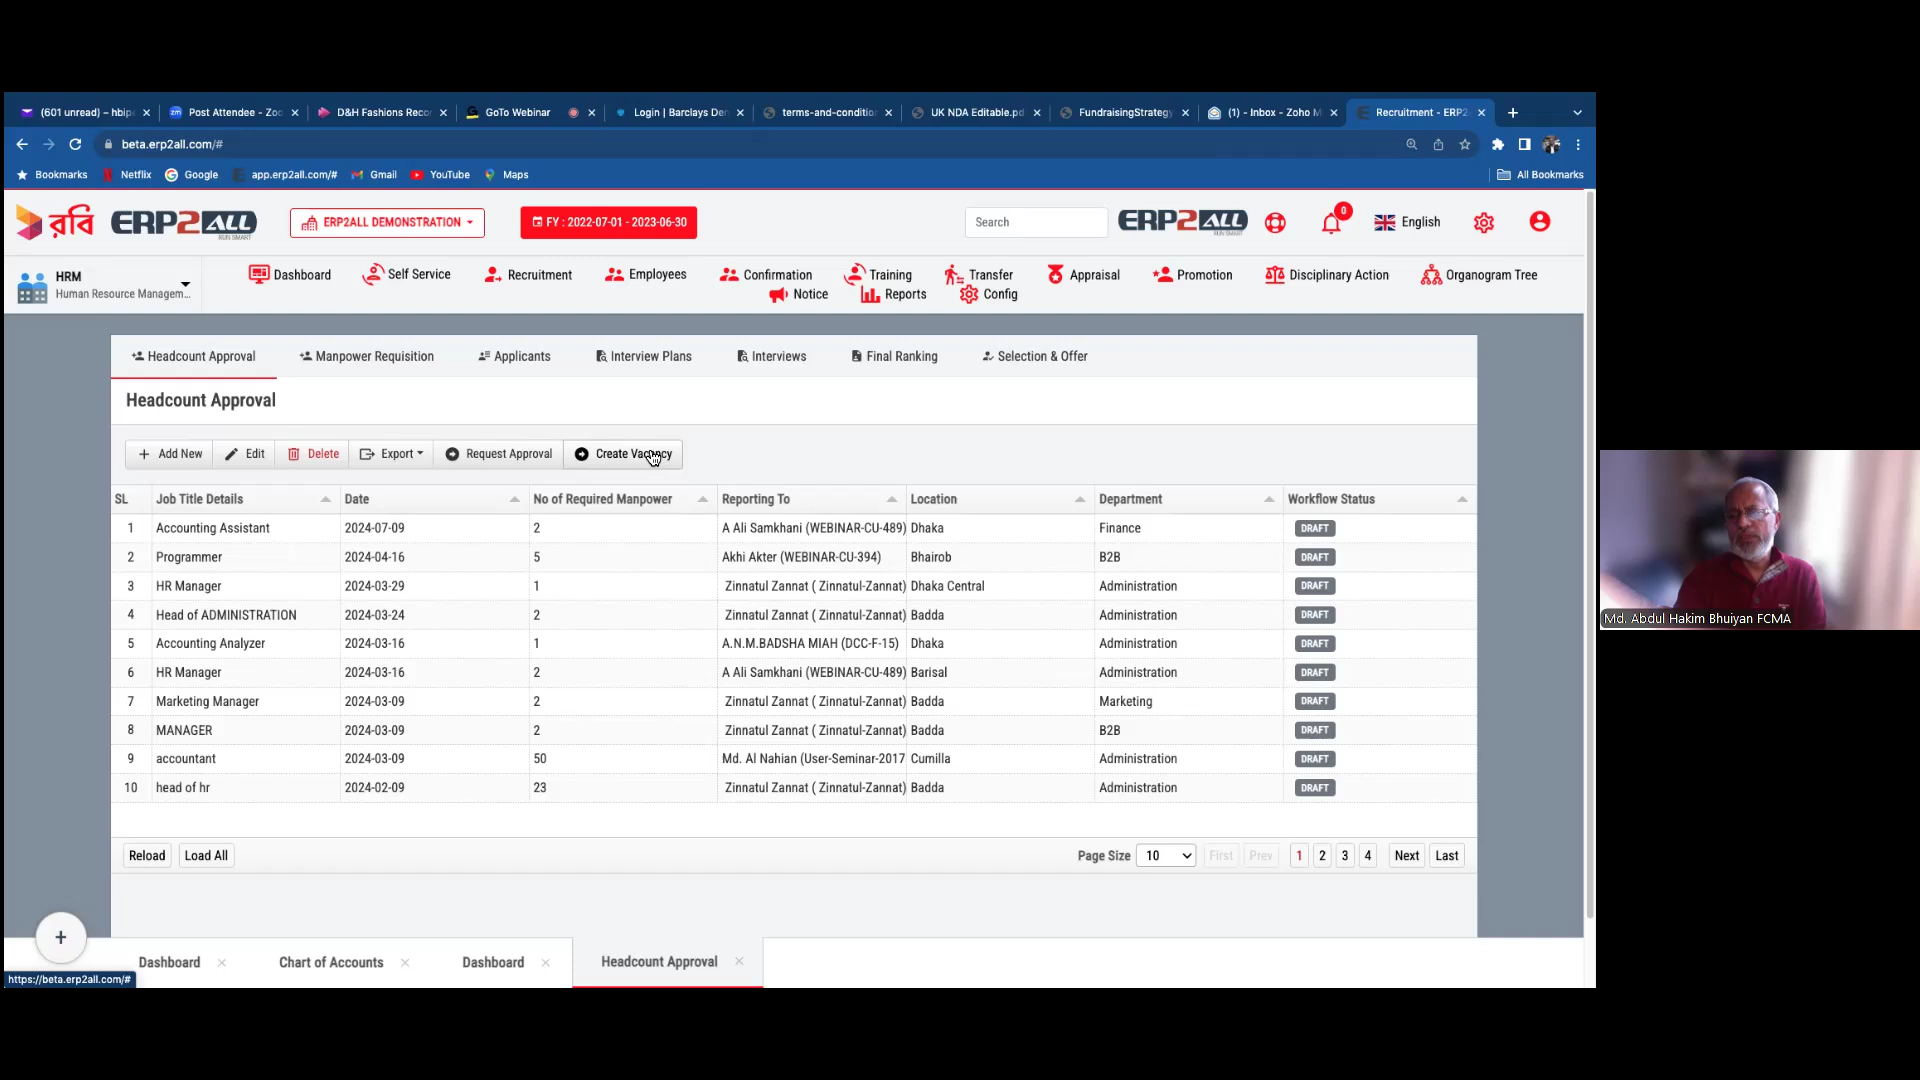 (601 unread) – hbip
Post Attendee - Zoo
D&H Fashions Recor
GoTo Webinar
Login | Barclays Der
terms-and-conditio
UK NDA Editable.pd
FundraisingStrategy
(1) - Inbox - Zoho M
Recruitment - ERP2
beta.erp2all.com/#
Bookmarks
Netflix
Google
app.erp2all.com/#
Gmail
YouTube
Maps
All Bookmarks
রবি
ERP2ALL
RUN SMART
ERP2ALL DEMONSTRATION
FY : 2022-07-01 - 2023-06-30
Search
ERP2ALL
RUN SMART
0
English
HRM
Human Resource Managem...
Dashboard
Self Service
Recruitment
Employees
Confirmation
Training
Transfer
Appraisal
Promotion
Disciplinary Action
Organogram Tree
Notice
Reports
Config
Headcount Approval
Manpower Requisition
Applicants
Interview Plans
Interviews
Final Ranking
Selection & Offer
Headcount Approval
+ Add New
Edit
Delete
Export
Request Approval
Create Vacancy
SL Job Title Details Date No of Required Manpower Reporting To Location Department Workflow Status
1 Accounting Assistant 2024-07-09 2 A Ali Samkhani (WEBINAR-CU-489) Dhaka Finance DRAFT
2 Programmer 2024-04-16 5 Akhi Akter (WEBINAR-CU-394) Bhairob B2B DRAFT
3 HR Manager 2024-03-29 1 Zinnatul Zannat ( Zinnatul-Zannat) Dhaka Central Administration DRAFT
4 Head of ADMINISTRATION 2024-03-24 2 Zinnatul Zannat ( Zinnatul-Zannat) Badda Administration DRAFT
5 Accounting Analyzer 2024-03-16 1 A.N.M.BADSHA MIAH (DCC-F-15) Dhaka Administration DRAFT
6 HR Manager 2024-03-16 2 A Ali Samkhani (WEBINAR-CU-489) Barisal Administration DRAFT
7 Marketing Manager 2024-03-09 2 Zinnatul Zannat ( Zinnatul-Zannat) Badda Marketing DRAFT
8 MANAGER 2024-03-09 2 Zinnatul Zannat ( Zinnatul-Zannat) Badda B2B DRAFT
9 accountant 2024-03-09 50 Md. Al Nahian (User-Seminar-2017 Cumilla Administration DRAFT
10 head of hr 2024-02-09 23 Zinnatul Zannat ( Zinnatul-Zannat) Badda Administration DRAFT
Reload
Load All
Page Size 10 First Prev 1 2 3 4 Next Last
+
Dashboard
Chart of Accounts
Dashboard
Headcount Approval
https://beta.erp2all.com/#
Md. Abdul Hakim Bhuiyan FCMA